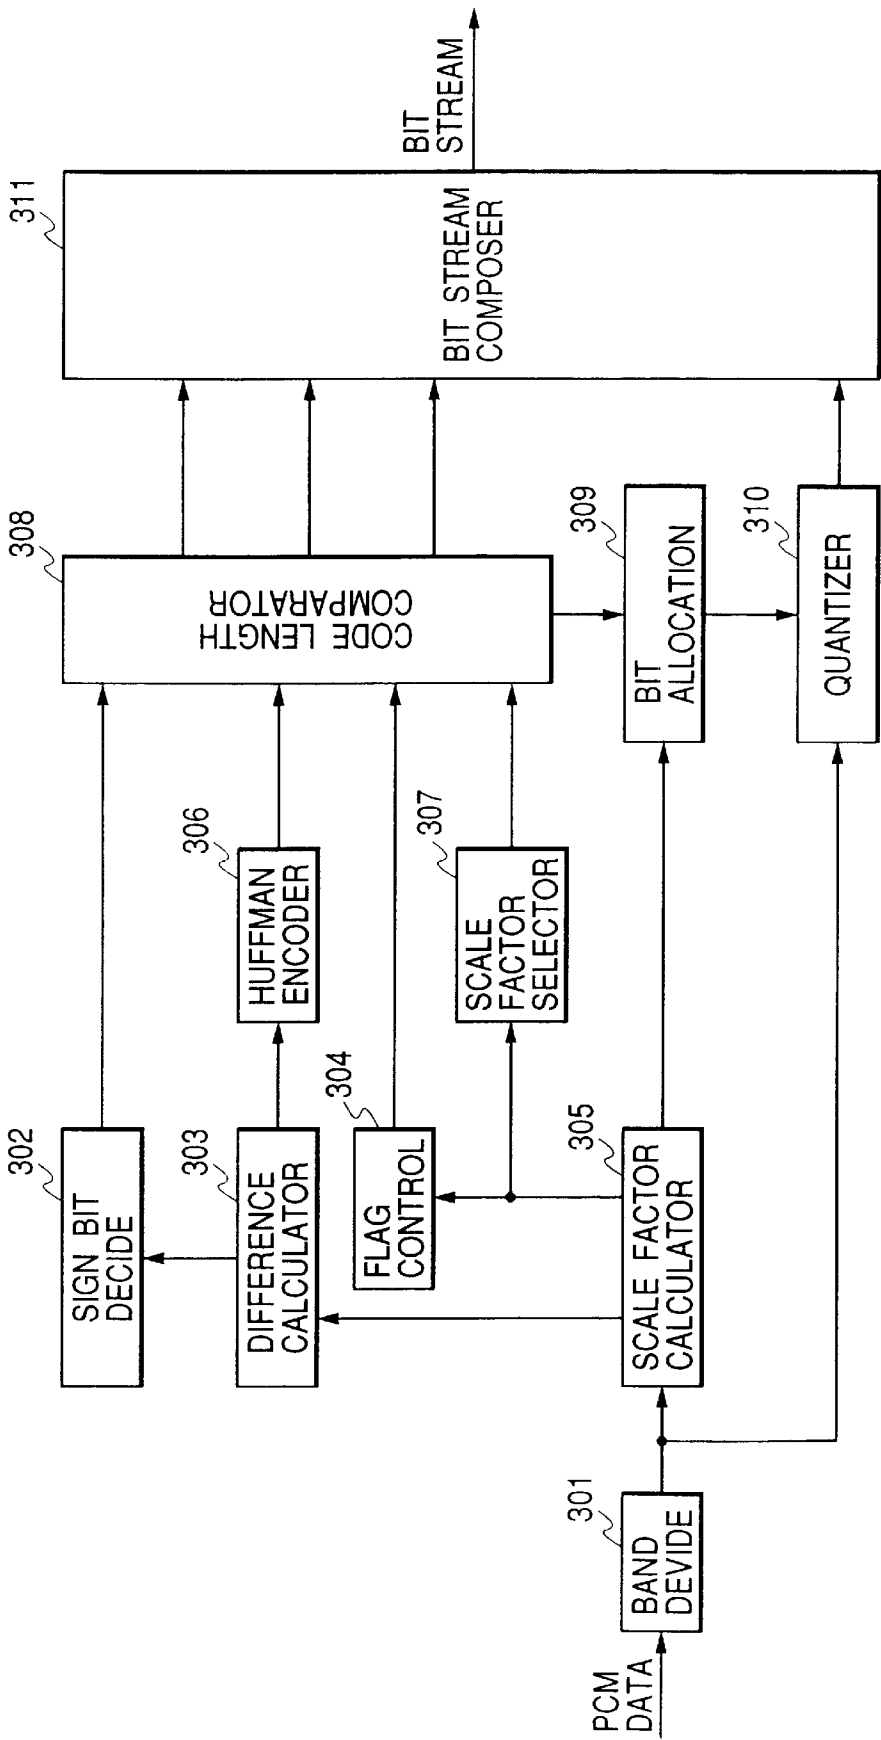 PCM
DATA
301
BAND
DEVIDE
302
SIGN BIT
DECIDE
303
DIFFERENCE
CALCULATOR
304
FLAG
CONTROL
305
SCALE FACTOR
CALCULATOR
306
HUFFMAN
ENCODER
307
SCALE
FACTOR
SELECTOR
308
CODE LENGTH
COMPARATOR
309
BIT
ALLOCATION
310
QUANTIZER
311
BIT STREAM
COMPOSER
BIT
STREAM